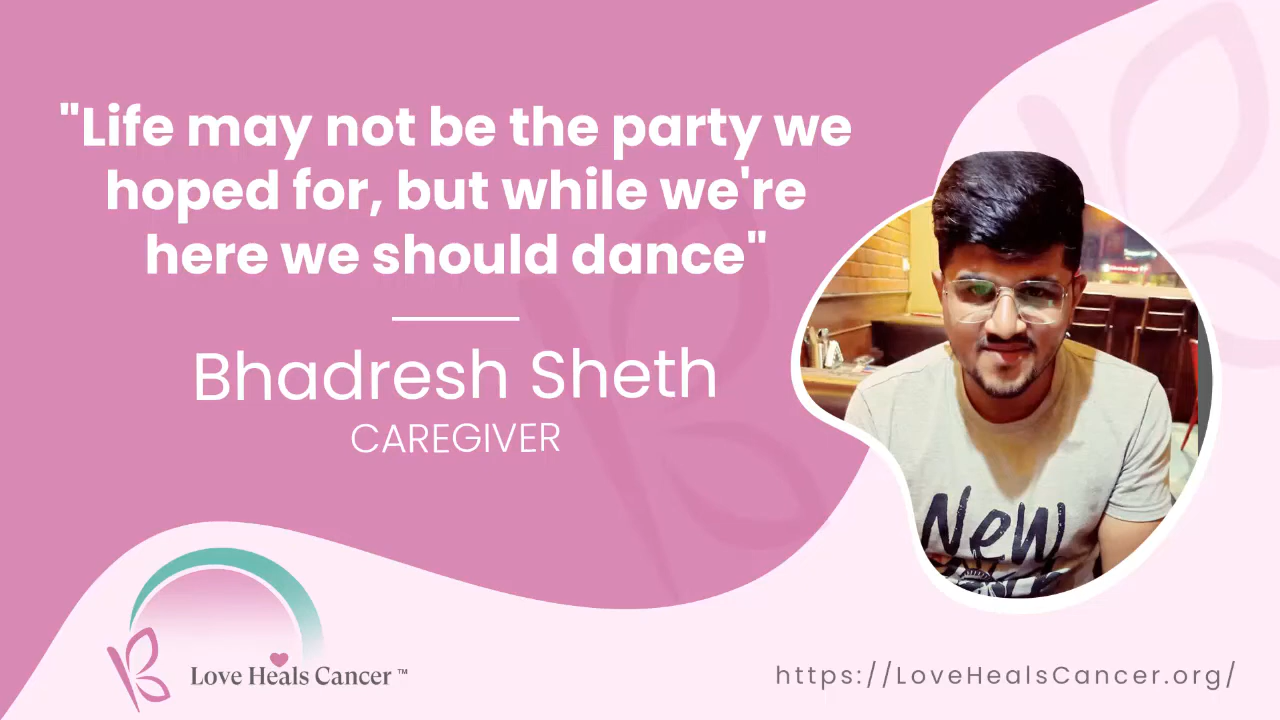 "Life may not be the party we
hoped for, but while we're
here we should dance"
Bhadresh Sheth
CAREGIVER
New
Love Heals Cancer ™
https://LoveHealsCancer.org/